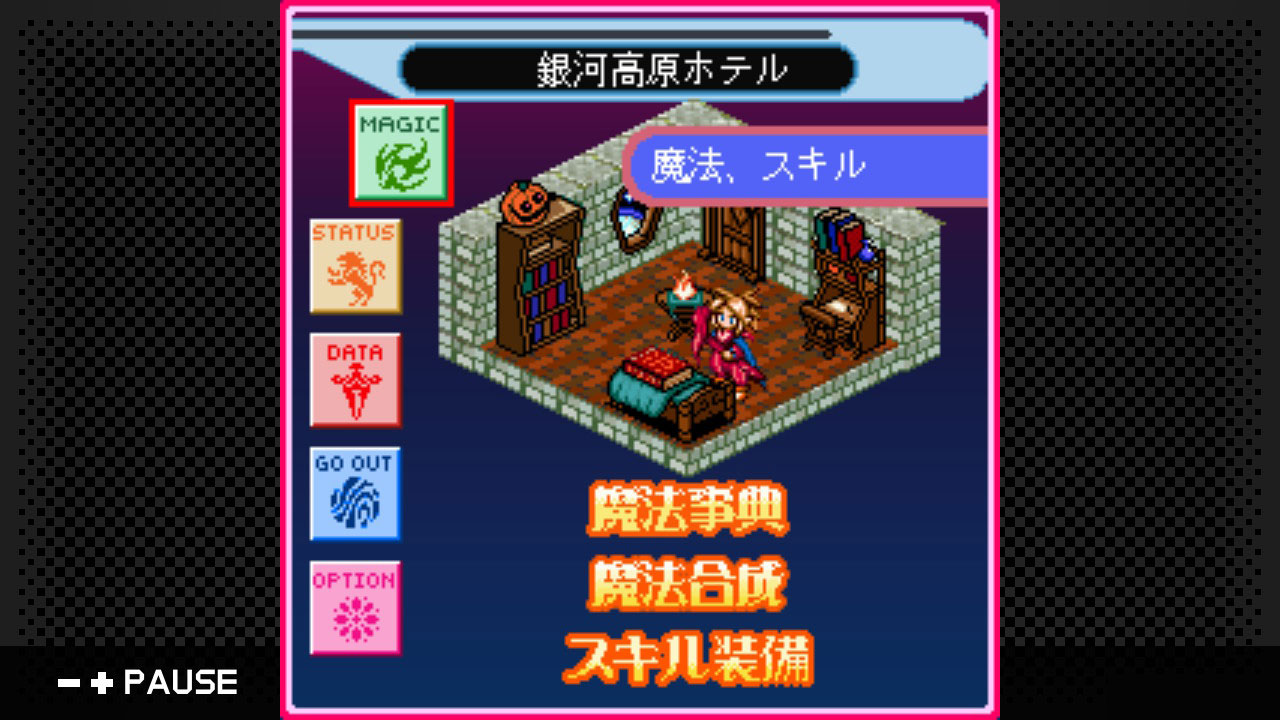 銀河高原ホテル
MAGIC
魔法、スキル
STATUS
DATA
GO OUT
OPTION
魔法事典
魔法合成
スキル装備
PAUSE